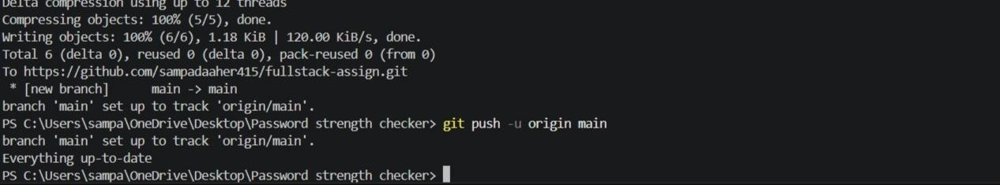 Delta compression using up to 12 threads
Compressing objects: 100% (5/5), done.
Writing objects: 100% (6/6), 1.18 KiB | 120.00 KiB/s, done.
Total 6 (delta 0), reused 0 (delta 0), pack-reused 0 (from 0)
To https://github.com/sampadaaher415/fullstack-assign.git
 * [new branch]      main -> main
branch 'main' set up to track 'origin/main'.
PS C:\Users\sampa\OneDrive\Desktop\Password strength checker> git push -u origin main
branch 'main' set up to track 'origin/main'.
Everything up-to-date
PS C:\Users\sampa\OneDrive\Desktop\Password strength checker>